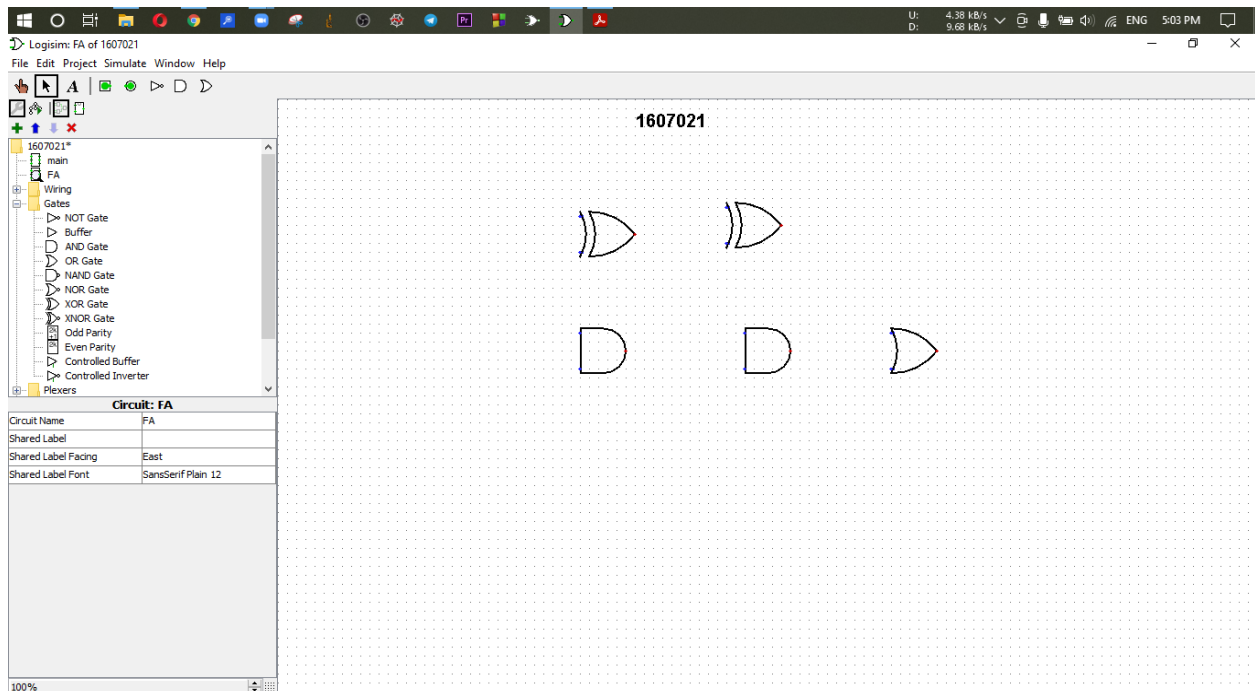 U: 4.38 kB/s
D: 9.68 kB/s
ENG 5:03 PM
Pr
Logisim: FA of 1607021
File Edit Project Simulate Window Help
A
1607021
1607021*
main
FA
Wiring
Gates
NOT Gate
Buffer
AND Gate
OR Gate
NAND Gate
NOR Gate
XOR Gate
XNOR Gate
Odd Parity
Even Parity
Controlled Buffer
Controlled Inverter
Plexers
Circuit: FA
Circuit Name FA
Shared Label
Shared Label Facing East
Shared Label Font SansSerif Plain 12
100%